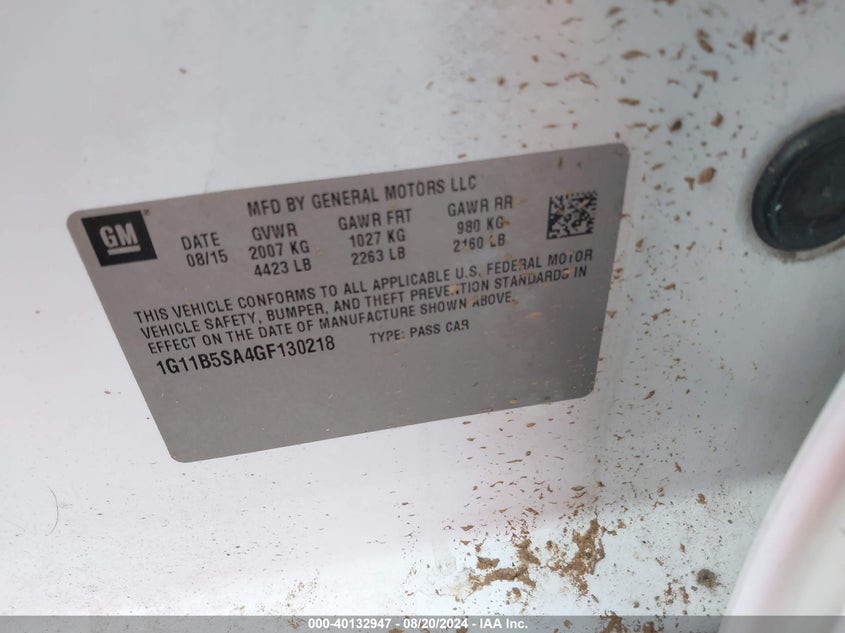 MFD BY GENERAL MOTORS LLC
GM
DATE GVWR GAWR FRT GAWR RR
08/15 2007 KG 1027 KG 980 KG
4423 LB 2263 LB 2160 LB
THIS VEHICLE CONFORMS TO ALL APPLICABLE U.S. FEDERAL MOTOR
VEHICLE SAFETY, BUMPER, AND THEFT PREVENTION STANDARDS IN
EFFECT ON THE DATE OF MANUFACTURE SHOWN ABOVE.
1G11B5SA4GF130218 TYPE: PASS CAR
000-40132947 - 08/20/2024 - IAA Inc.